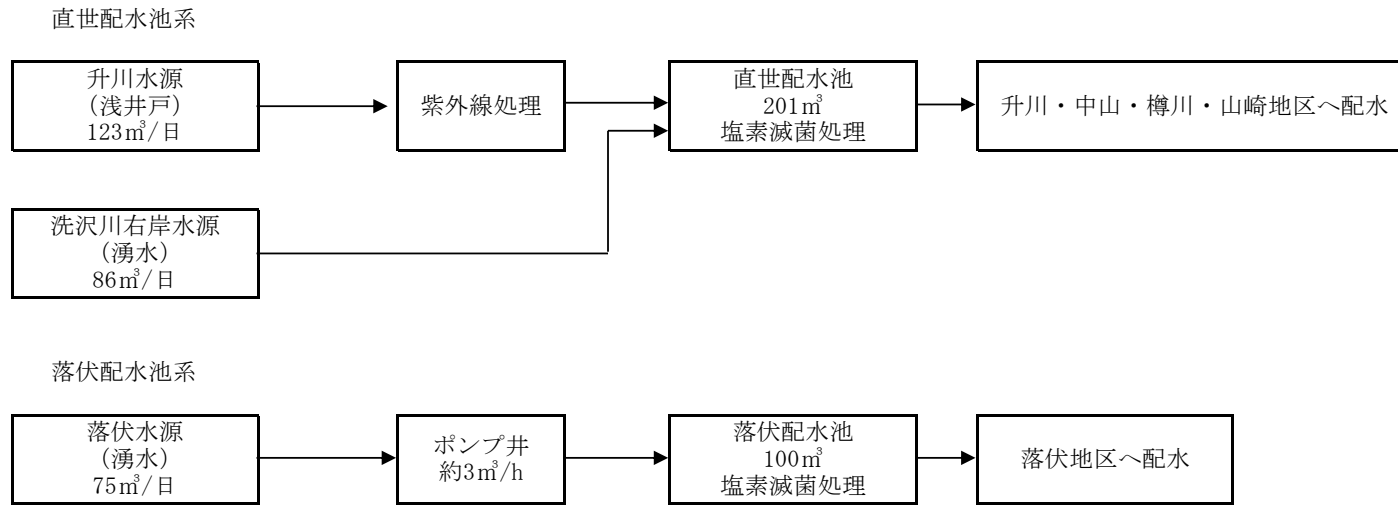 直世配水池系
升川水源
(浅井戸)
123㎥/日
紫外線処理
直世配水池
201㎥
塩素滅菌処理
升川・中山・樽川・山崎地区へ配水
洗沢川右岸水源
(湧水)
86㎥/日
落伏配水池系
落伏水源
(湧水)
75㎥/日
ポンプ井
約3㎥/h
落伏配水池
100㎥
塩素滅菌処理
落伏地区へ配水